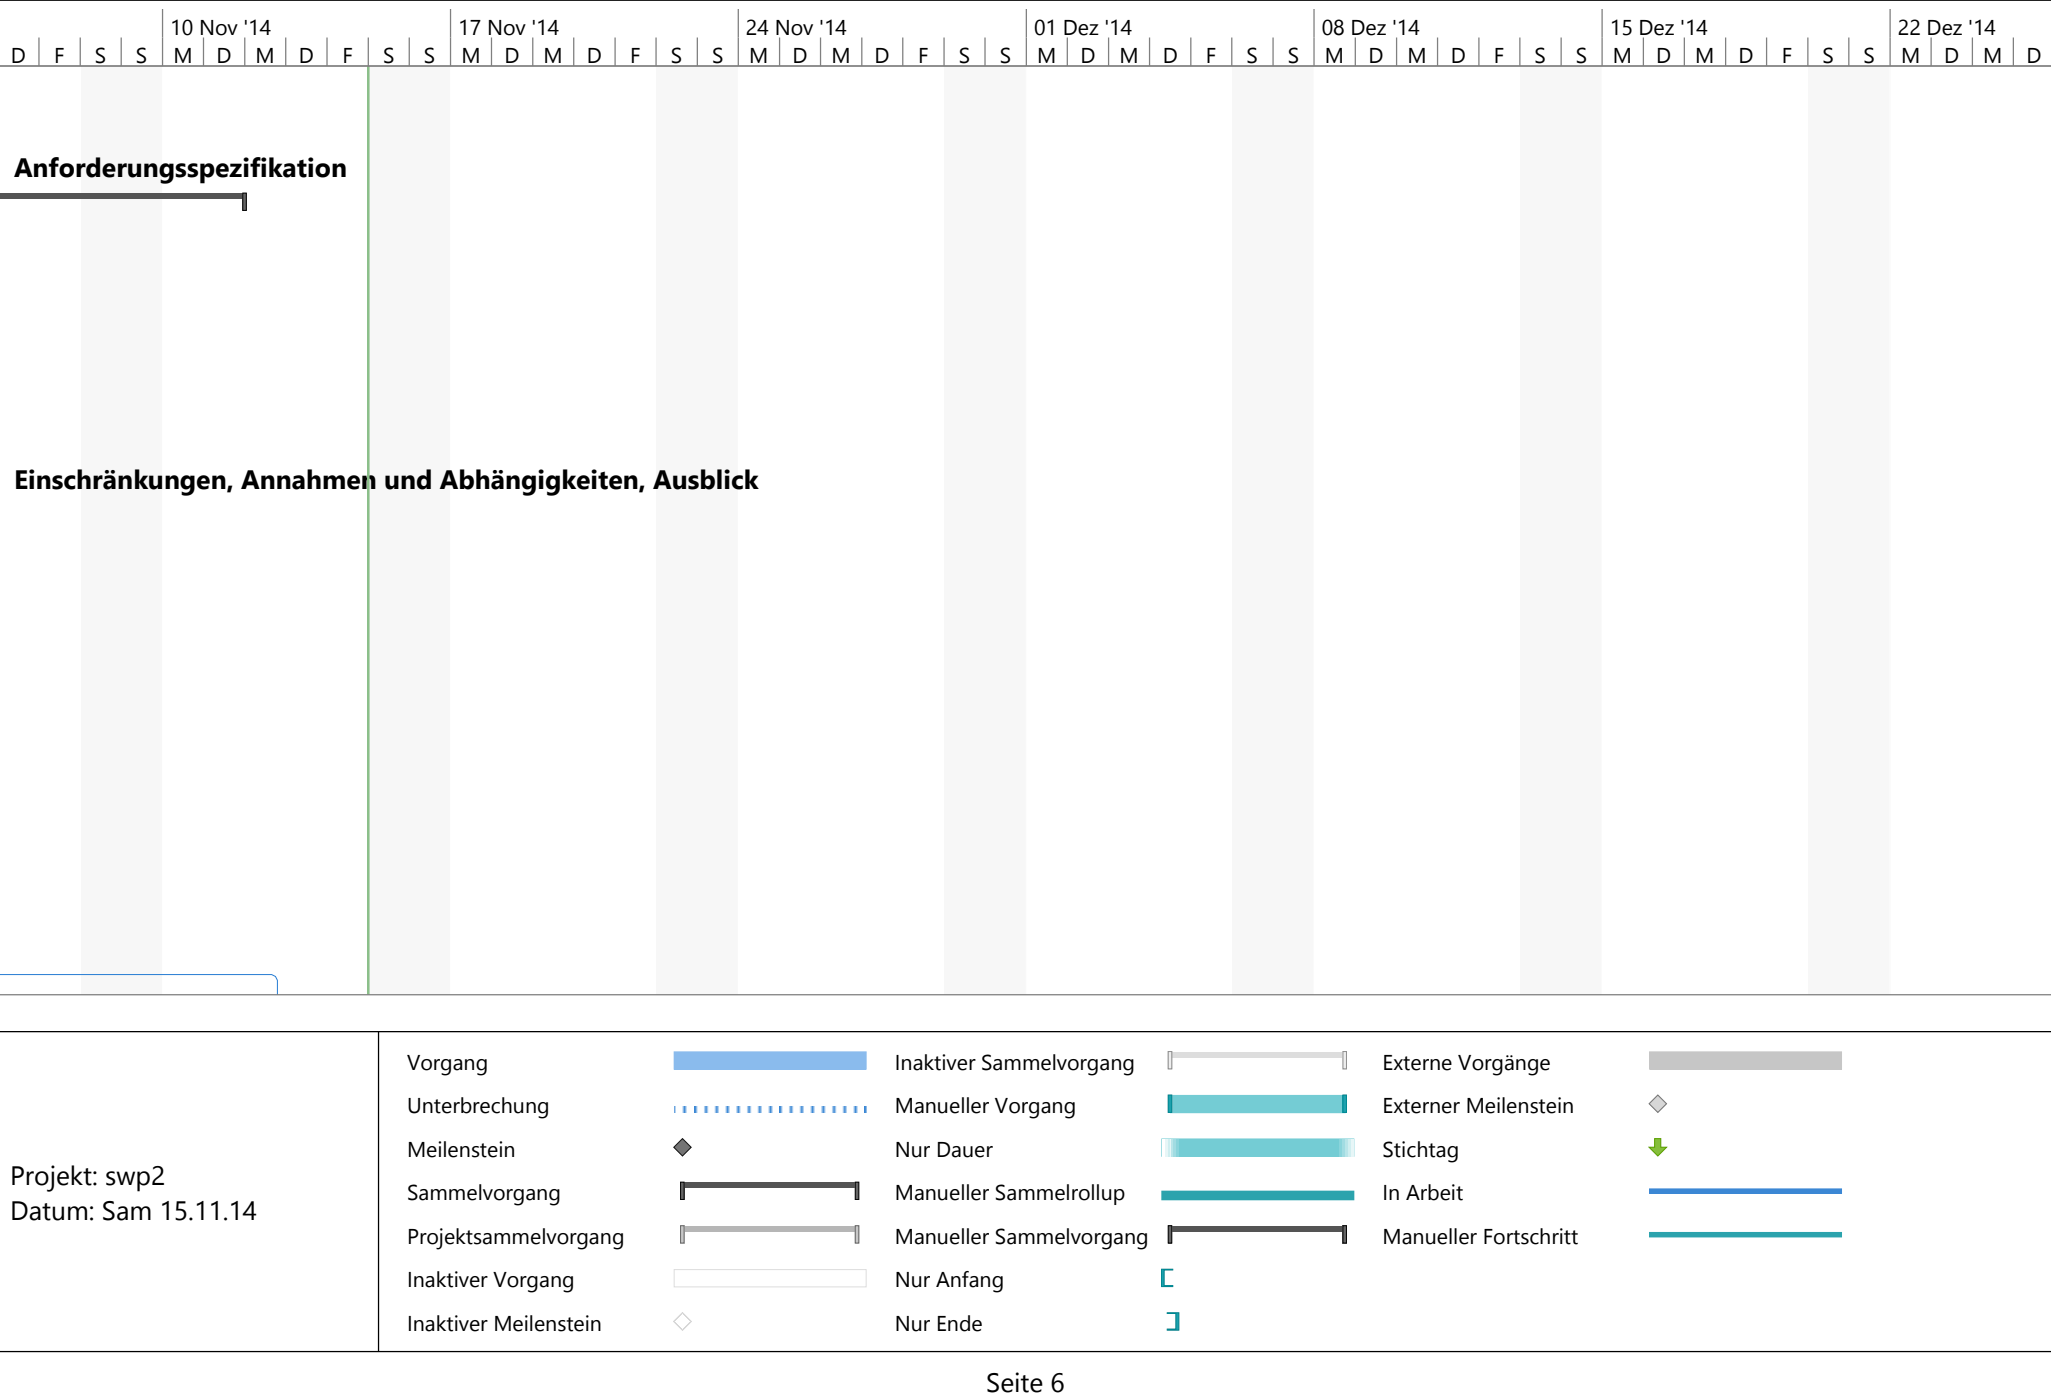 10 Nov '14 17 Nov '14 24 Nov '14 01 Dez '14 08 Dez '14 15 Dez '14 22 Dez '14
D F S S M D M D F S S M D M D F S S M D M D F S S M D M D F S S M D M D F S S M D M D F S S M D M D
Anforderungsspezifikation
Einschränkungen, Annahmen und Abhängigkeiten, Ausblick
Projekt: swp2
Datum: Sam 15.11.14
Vorgang
Unterbrechung
Meilenstein
Sammelvorgang
Projektsammelvorgang
Inaktiver Vorgang
Inaktiver Meilenstein
Inaktiver Sammelvorgang
Manueller Vorgang
Nur Dauer
Manueller Sammelrollup
Manueller Sammelvorgang
Nur Anfang
Nur Ende
Externe Vorgänge
Externer Meilenstein
Stichtag
In Arbeit
Manueller Fortschritt
Seite 6